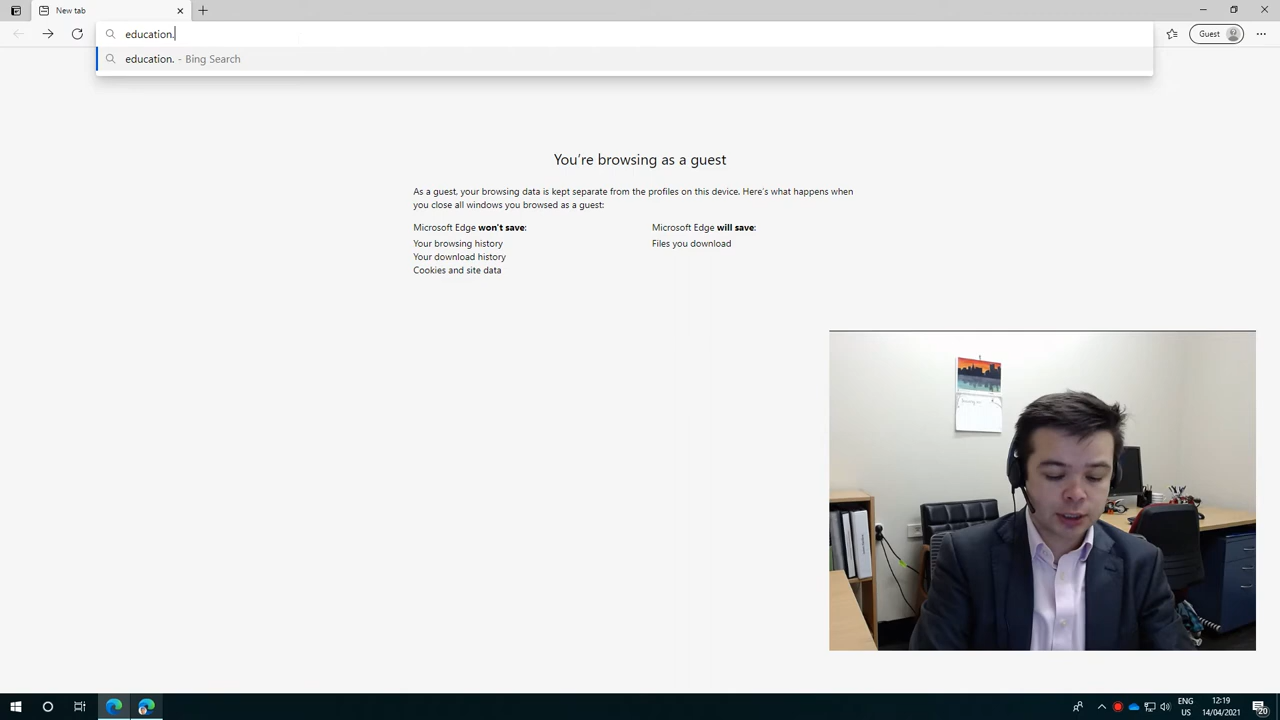 New tab
education.
Guest
education. - Bing Search
You're browsing as a guest
As a guest, your browsing data is kept separate from the profiles on this device. Here's what happens when
you close all windows you browsed as a guest:
Microsoft Edge won't save:
Your browsing history
Your download history
Cookies and site data
Microsoft Edge will save:
Files you download
ENG
US
12:19
14/04/2021
20